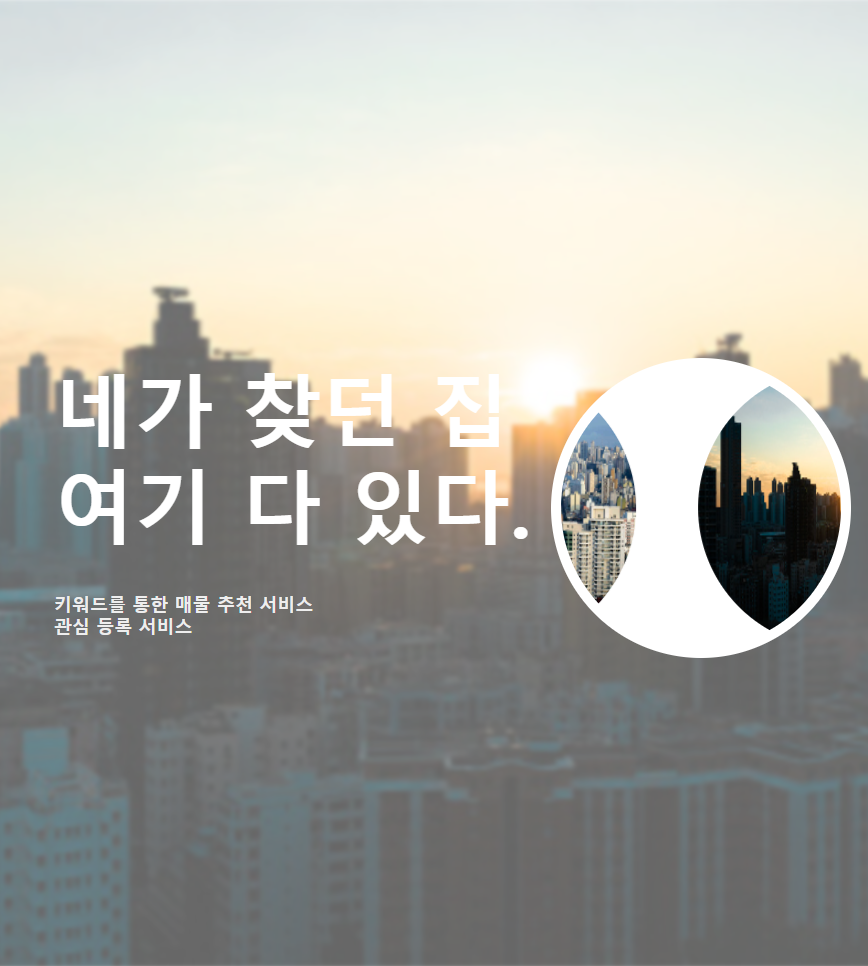 네가 찾던 집
여기 다 있다.
키워드를 통한 매물 추천 서비스
관심 등록 서비스